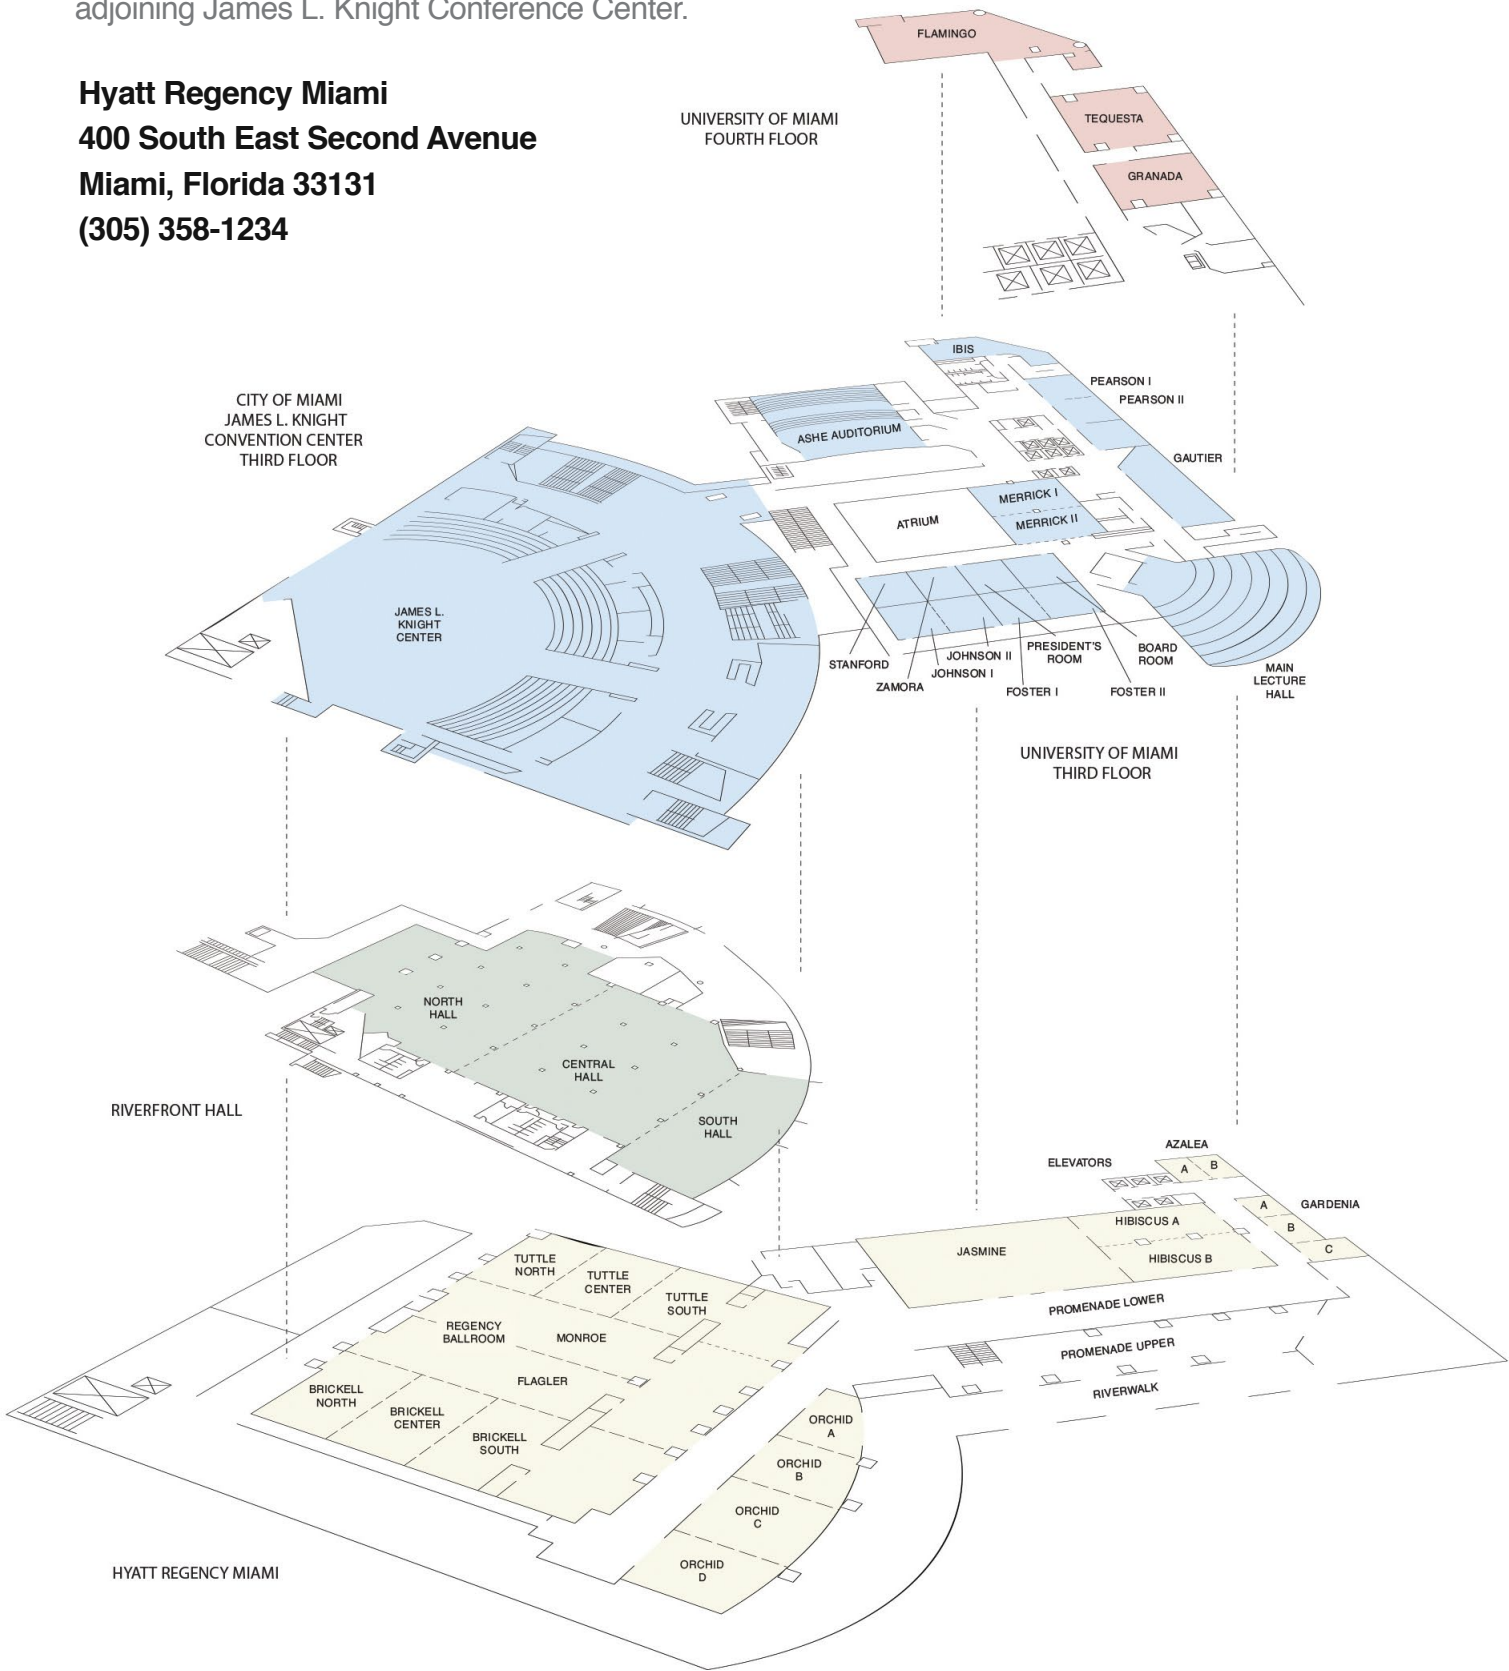 adjoining James L. Knight Conference Center.
Hyatt Regency Miami
400 South East Second Avenue
Miami, Florida 33131
(305) 358-1234
UNIVERSITY OF MIAMI
FOURTH FLOOR
FLAMINGO
TEQUESTA
GRANADA
CITY OF MIAMI
JAMES L. KNIGHT
CONVENTION CENTER
THIRD FLOOR
IBIS
PEARSON I
PEARSON II
ASHE AUDITORIUM
GAUTIER
MERRICK I
MERRICK II
ATRIUM
JAMES L.
KNIGHT
CENTER
STANFORD
ZAMORA
JOHNSON II
JOHNSON I
PRESIDENT'S
ROOM
FOSTER I
BOARD
ROOM
FOSTER II
MAIN
LECTURE
HALL
UNIVERSITY OF MIAMI
THIRD FLOOR
NORTH
HALL
CENTRAL
HALL
SOUTH
HALL
RIVERFRONT HALL
AZALEA
A
B
ELEVATORS
GARDENIA
A
B
C
HIBISCUS A
HIBISCUS B
JASMINE
PROMENADE LOWER
PROMENADE UPPER
RIVERWALK
TUTTLE
NORTH
TUTTLE
CENTER
TUTTLE
SOUTH
REGENCY
BALLROOM
MONROE
FLAGLER
BRICKELL
NORTH
BRICKELL
CENTER
BRICKELL
SOUTH
ORCHID
A
ORCHID
B
ORCHID
C
ORCHID
D
HYATT REGENCY MIAMI